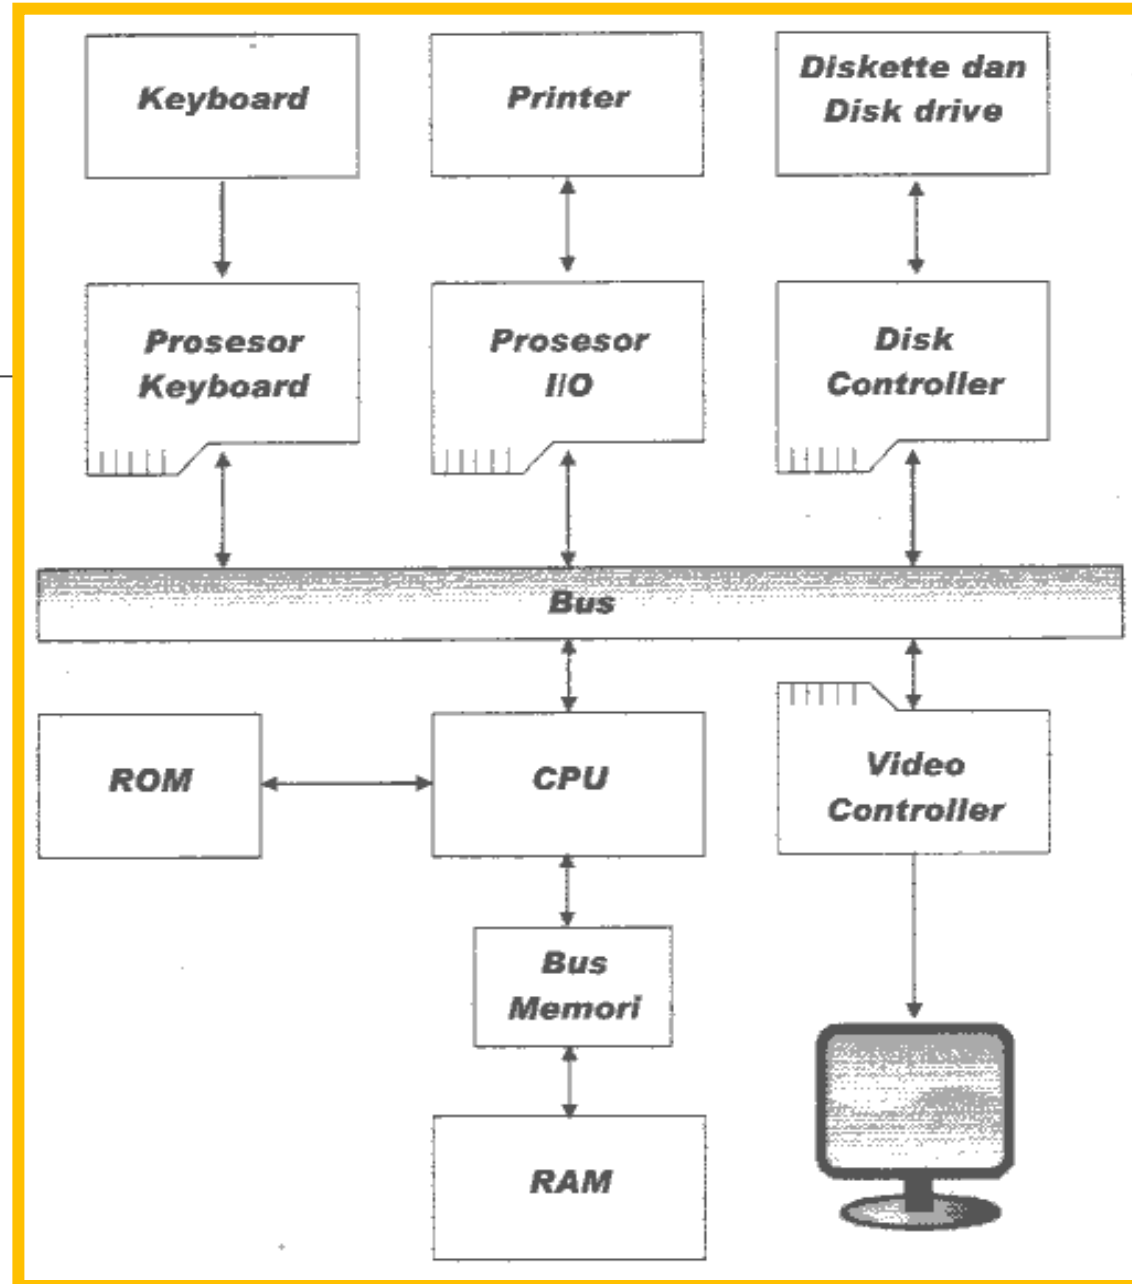 Keyboard
Printer
Diskette dan
Disk drive
Prosesor
Keyboard
Prosesor
I/O
Disk
Controller
Bus
ROM
CPU
Video
Controller
Bus
Memori
RAM